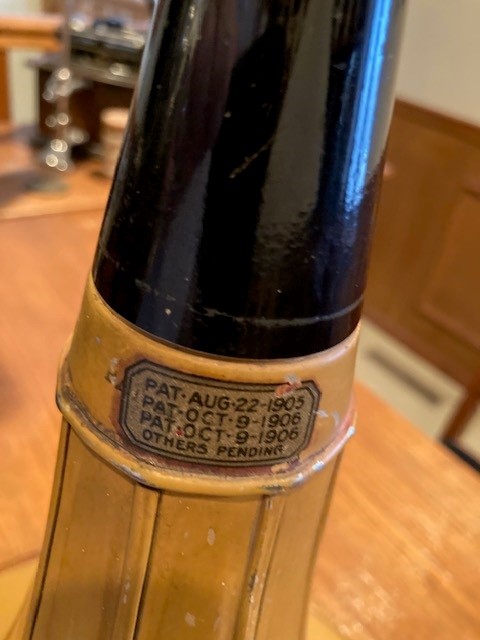 PAT·AUG·22-1905
PAT·OCT·9-1906
PAT·OCT·9-1906
OTHERS PENDING